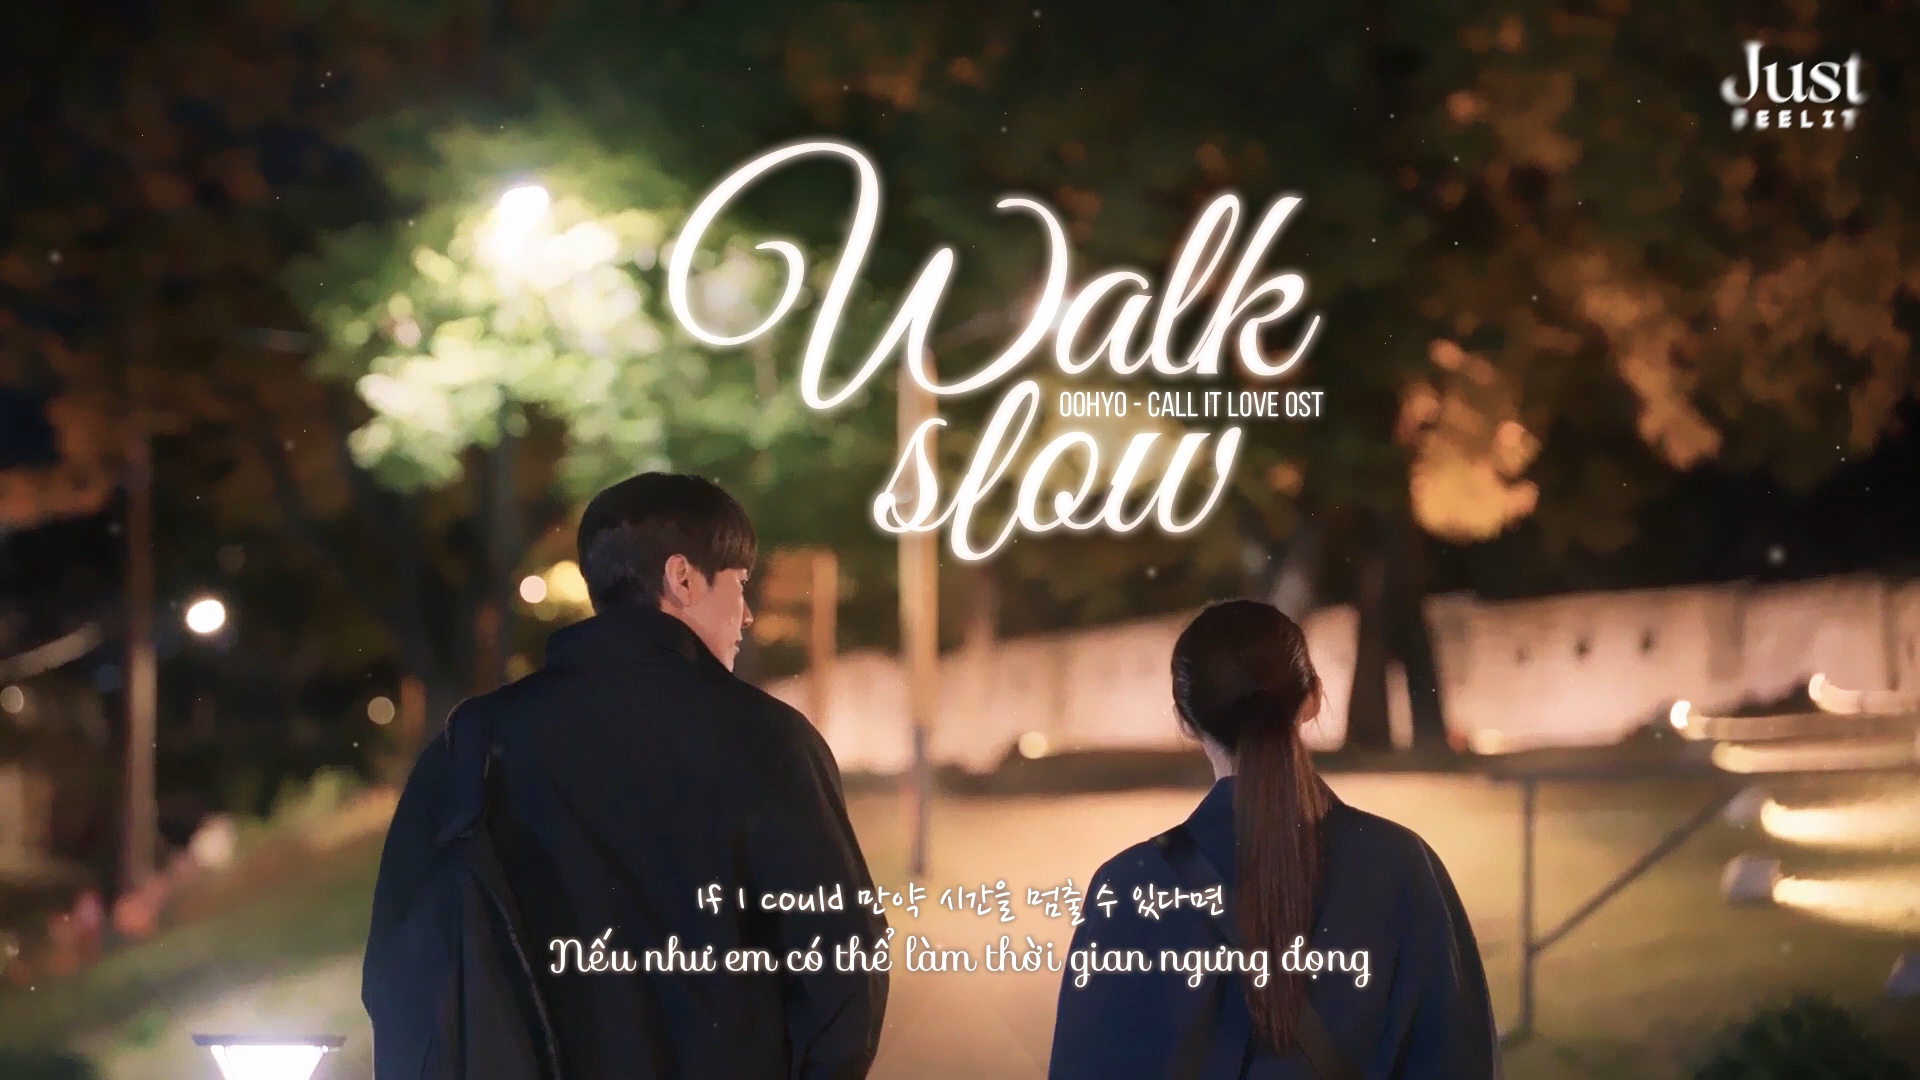 Just
FEELIT
Walk
OOHYO - CALL IT LOVE OST
slow
If I could 만약 시간을 멈출 수 있다면
Nếu như em có thể làm thời gian ngưng đọng